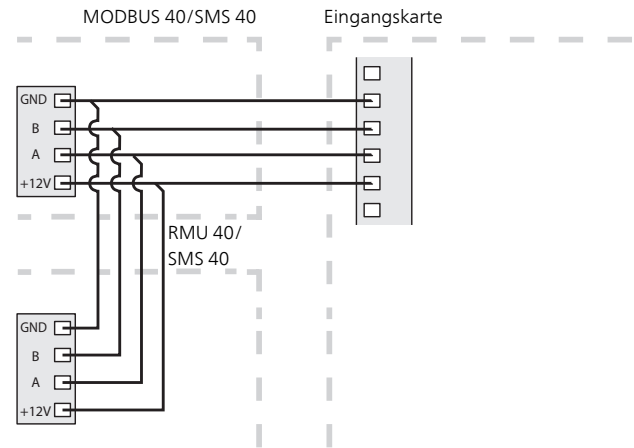 MODBUS 40/SMS 40
Eingangskarte
GND
B
A
+12V
RMU 40/
SMS 40
GND
B
A
+12V